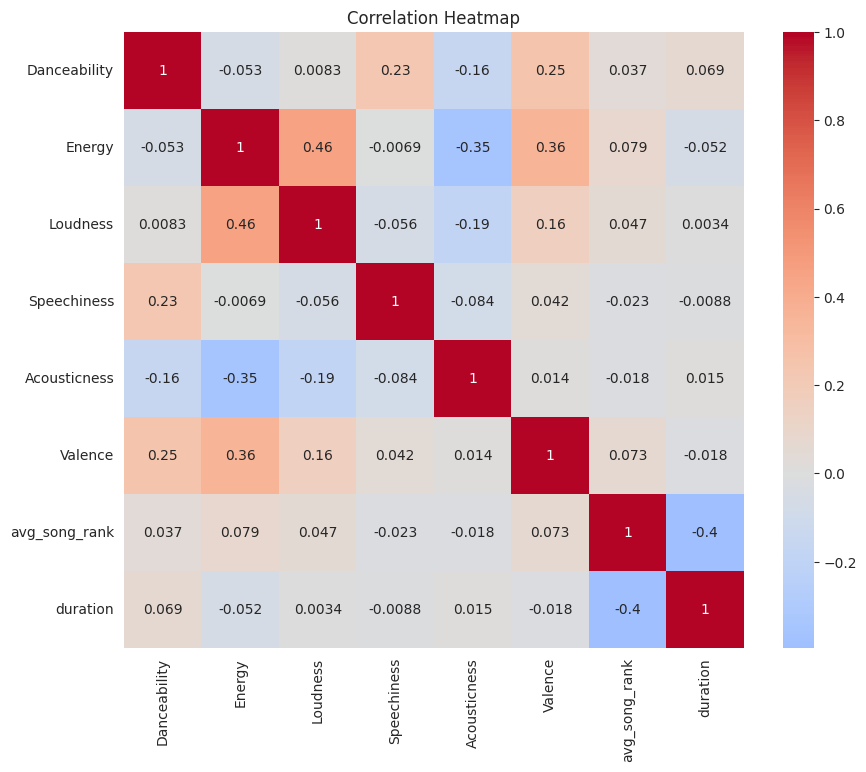 Correlation Heatmap
Danceability 1 -0.053 0.0083 0.23 -0.16 0.25 0.037 0.069
Energy -0.053 1 0.46 -0.0069 -0.35 0.36 0.079 -0.052
Loudness 0.0083 0.46 1 -0.056 -0.19 0.16 0.047 0.0034
Speechiness 0.23 -0.0069 -0.056 1 -0.084 0.042 -0.023 -0.0088
Acousticness -0.16 -0.35 -0.19 -0.084 1 0.014 -0.018 0.015
Valence 0.25 0.36 0.16 0.042 0.014 1 0.073 -0.018
avg_song_rank 0.037 0.079 0.047 -0.023 -0.018 0.073 1 -0.4
duration 0.069 -0.052 0.0034 -0.0088 0.015 -0.018 -0.4 1
Danceability
Energy
Loudness
Speechiness
Acousticness
Valence
avg_song_rank
duration
1.0
0.8
0.6
0.4
0.2
0.0
−0.2